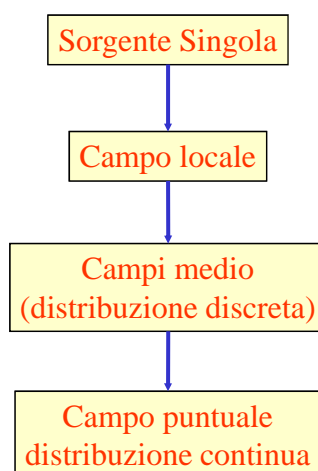 Sorgente Singola
Campo locale
Campi medio
(distribuzione discreta)
Campo puntuale
distribuzione continua